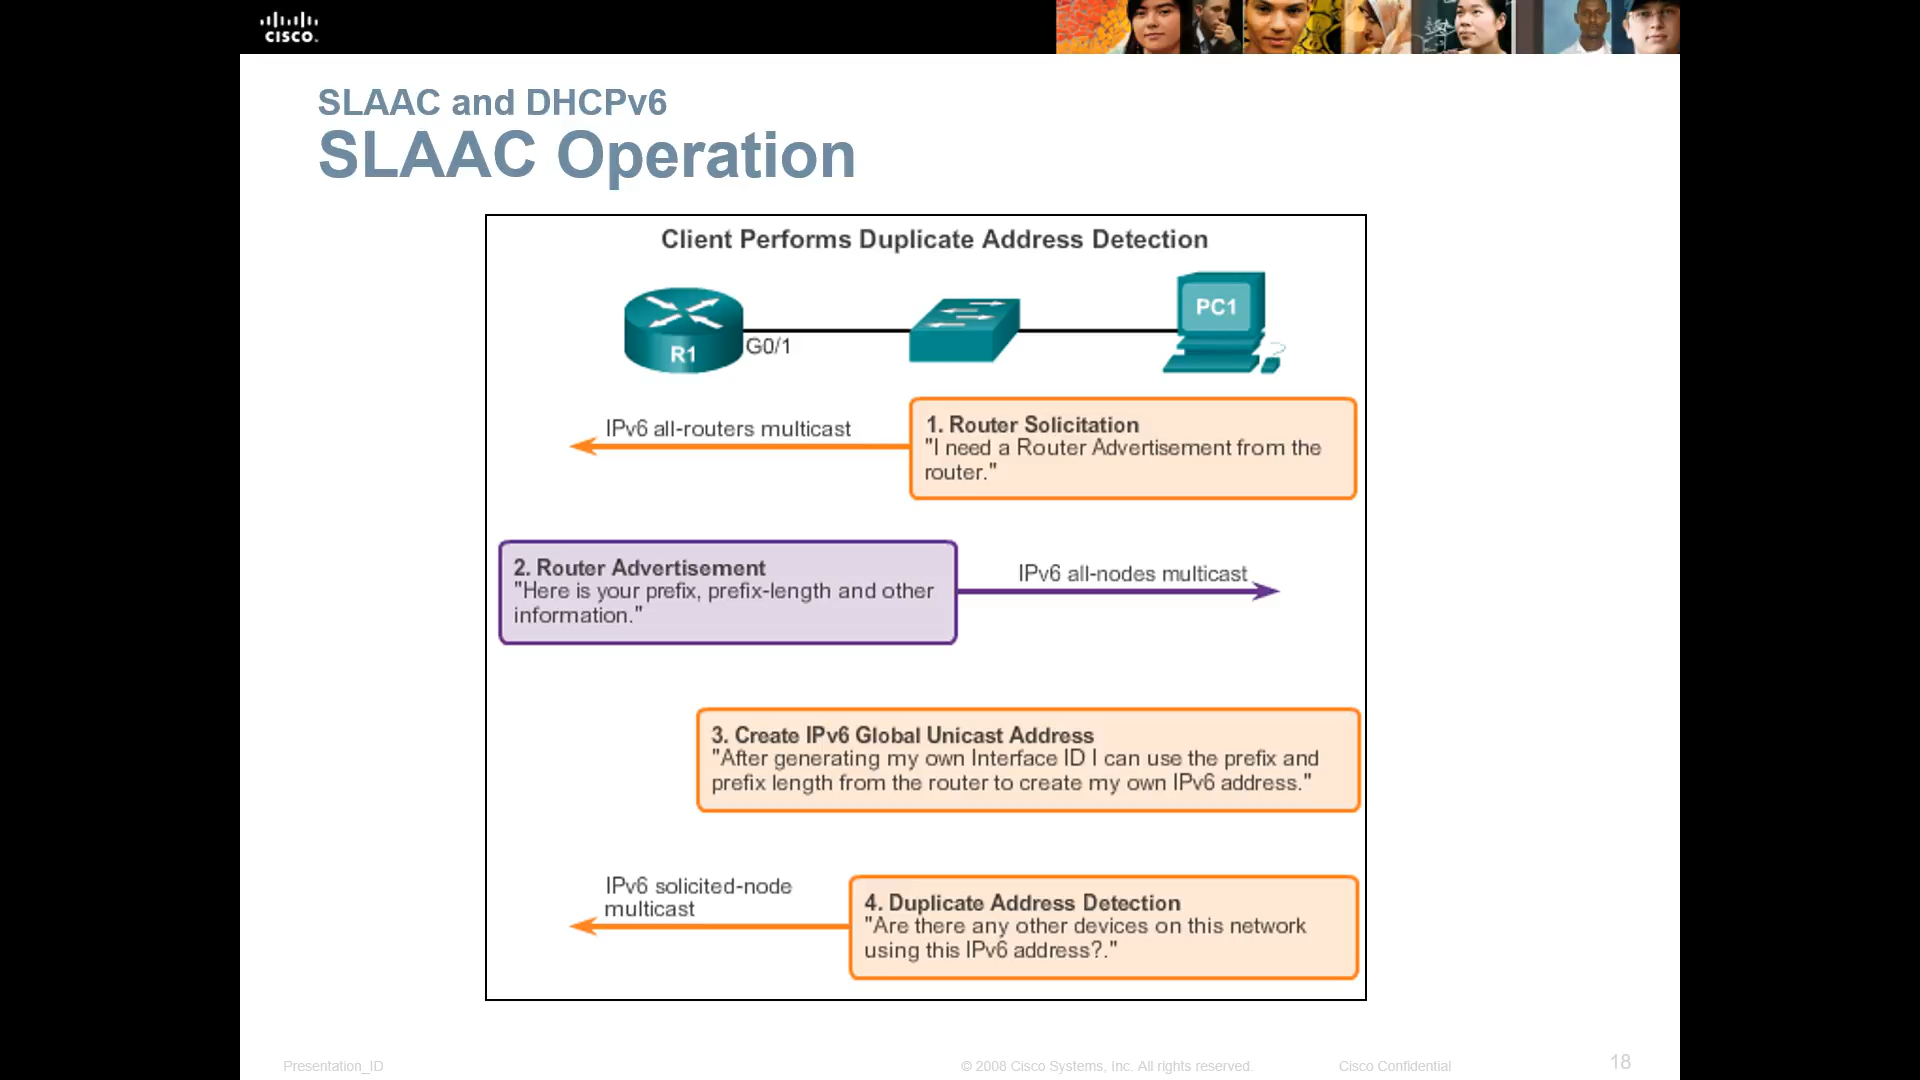 CISCO.
SLAAC and DHCPv6
SLAAC Operation
Client Performs Duplicate Address Detection
R1
G0/1
PC1
IPv6 all-routers multicast
1. Router Solicitation
"I need a Router Advertisement from the
router."
2. Router Advertisement
"Here is your prefix, prefix-length and other
information."
IPv6 all-nodes multicast
3. Create IPv6 Global Unicast Address
"After generating my own Interface ID I can use the prefix and
prefix length from the router to create my own IPv6 address."
IPv6 solicited-node
multicast
4. Duplicate Address Detection
"Are there any other devices on this network
using this IPv6 address?."
Presentation_ID
© 2008 Cisco Systems, Inc. All rights reserved.
Cisco Confidential
18